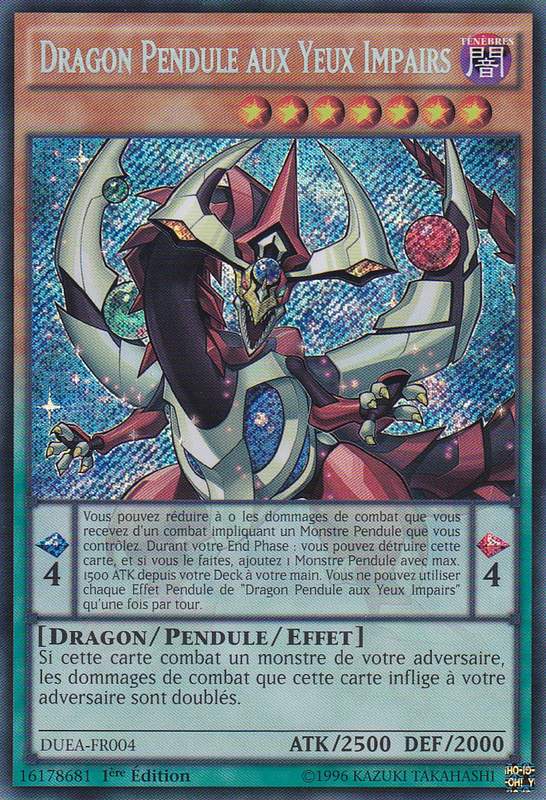 DRAGON PENDULE AUX YEUX IMPAIRS
TÉNÈBRES
闇
Vous pouvez réduire à 0 les dommages de combat que vous
recevez d'un combat impliquant un Monstre Pendule que vous
contrôlez. Durant votre End Phase : vous pouvez détruire cette
carte, et si vous le faites, ajoutez 1 Monstre Pendule avec max.
1500 ATK depuis votre Deck à votre main. Vous ne pouvez utiliser
chaque Effet Pendule de "Dragon Pendule aux Yeux Impairs"
qu'une fois par tour.
4
4
[DRAGON/PENDULE/EFFET]
Si cette carte combat un monstre de votre adversaire,
les dommages de combat que cette carte inflige à votre
adversaire sont doublés.
DUEA-FR004
ATK/2500 DEF/2000
16178681 1ère Édition
©1996 KAZUKI TAKAHASHI